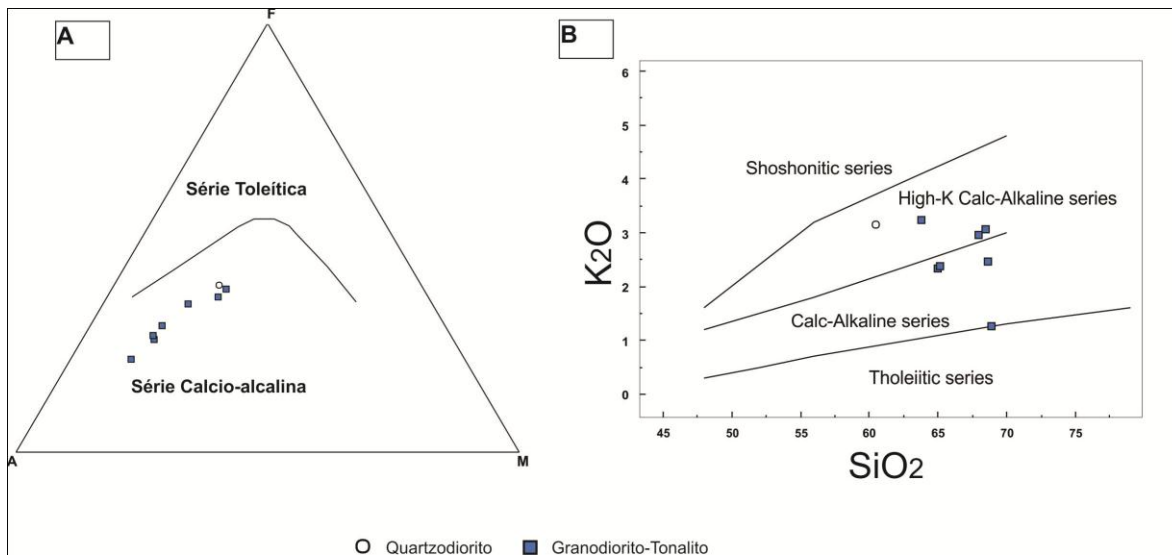 A
F
Série Toleítica
Série Calcio-alcalina
A
M
B
K2O
6
5
4
3
2
1
0
Shoshonitic series
High-K Calc-Alkaline series
Calc-Alkaline series
Tholeiitic series
45
50
55
60
65
70
75
SiO2
Quartzodiorito
Granodiorito-Tonalito